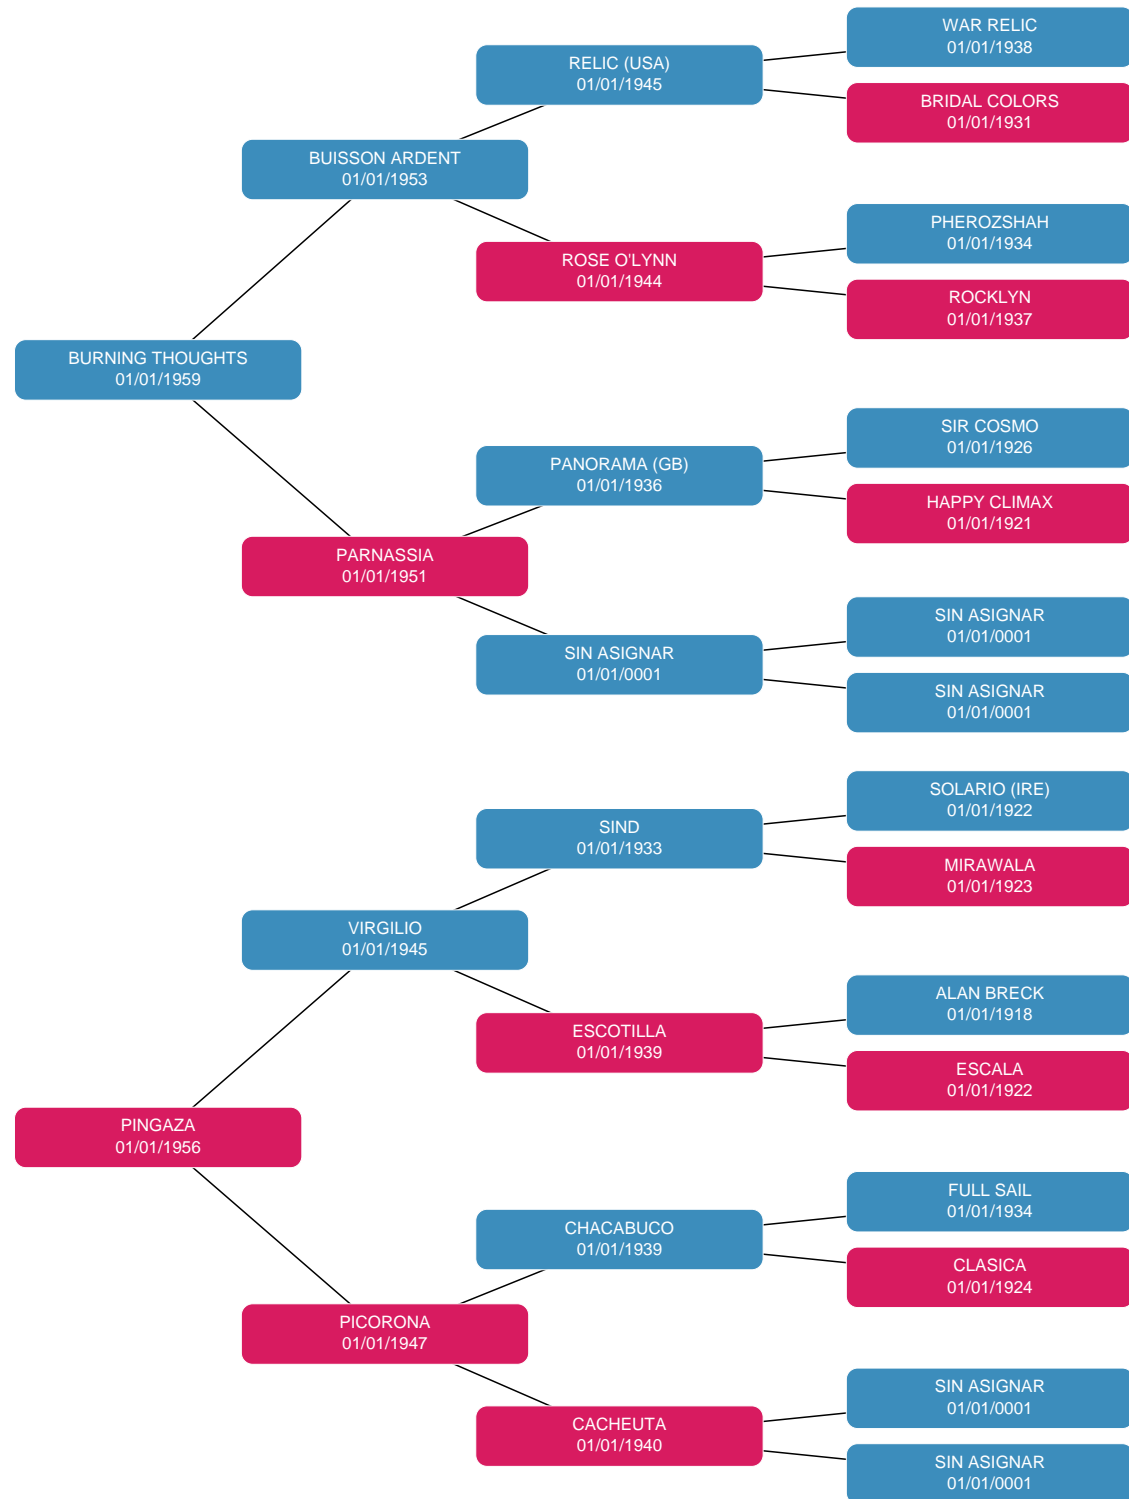 WAR RELIC
01/01/1938
RELIC (USA)
01/01/1945
BRIDAL COLORS
01/01/1931
BUISSON ARDENT
01/01/1953
PHEROZSHAH
01/01/1934
ROSE O'LYNN
01/01/1944
ROCKLYN
01/01/1937
BURNING THOUGHTS
01/01/1959
SIR COSMO
01/01/1926
PANORAMA (GB)
01/01/1936
HAPPY CLIMAX
01/01/1921
PARNASSIA
01/01/1951
SIN ASIGNAR
01/01/0001
SIN ASIGNAR
01/01/0001
SIN ASIGNAR
01/01/0001
SOLARIO (IRE)
01/01/1922
SIND
01/01/1933
MIRAWALA
01/01/1923
VIRGILIO
01/01/1945
ALAN BRECK
01/01/1918
ESCOTILLA
01/01/1939
ESCALA
01/01/1922
PINGAZA
01/01/1956
FULL SAIL
01/01/1934
CHACABUCO
01/01/1939
CLASICA
01/01/1924
PICORONA
01/01/1947
SIN ASIGNAR
01/01/0001
CACHEUTA
01/01/1940
SIN ASIGNAR
01/01/0001